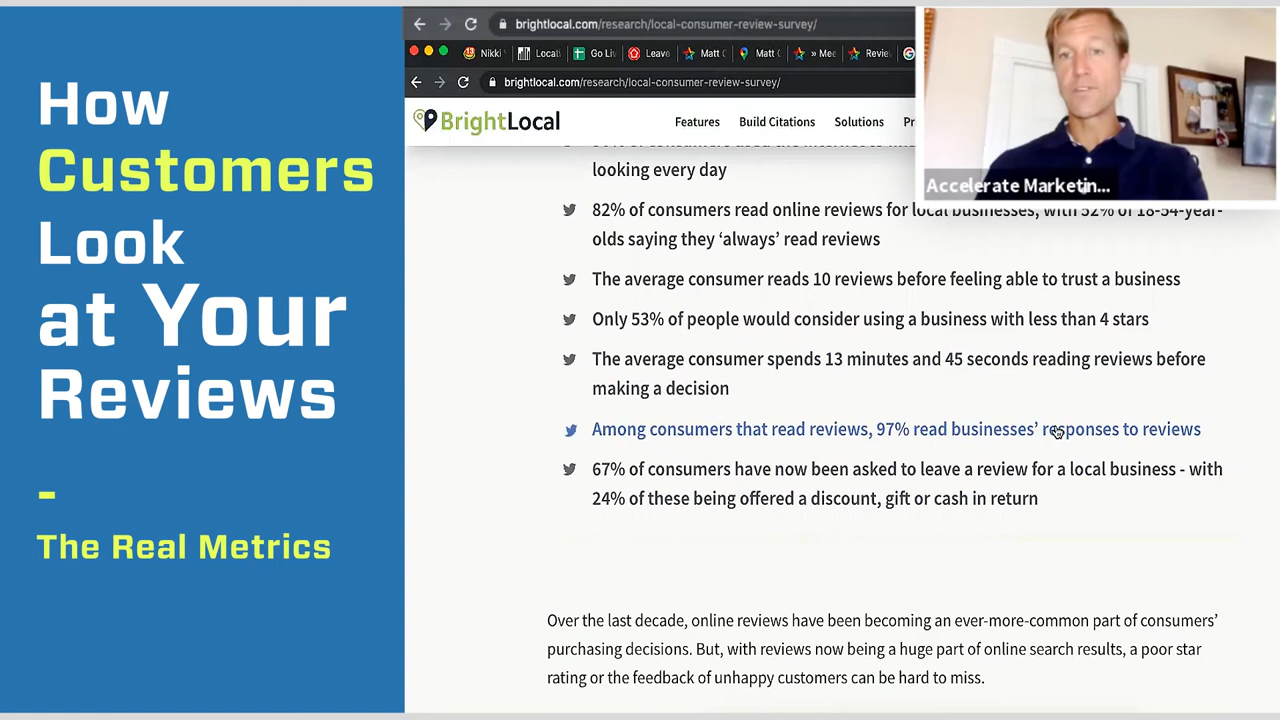 How
Customers
Look
at Your
Reviews
-
The Real Metrics
brightlocal.com/research/local-consumer-review-survey/
Nikki
Locati
Go Liv
Leave
Matt C
Matt C
» Mee
Review
brightlocal.com/research/local-consumer-review-survey/
BrightLocal
Features
Build Citations
Solutions
Accelerate Marketin...
looking every day
82% of consumers read online reviews for local businesses, with 52% of 18-54-year-
olds saying they ‘always’ read reviews
The average consumer reads 10 reviews before feeling able to trust a business
Only 53% of people would consider using a business with less than 4 stars
The average consumer spends 13 minutes and 45 seconds reading reviews before
making a decision
Among consumers that read reviews, 97% read businesses’ responses to reviews
67% of consumers have now been asked to leave a review for a local business - with
24% of these being offered a discount, gift or cash in return
Over the last decade, online reviews have been becoming an ever-more-common part of consumers’
purchasing decisions. But, with reviews now being a huge part of online search results, a poor star
rating or the feedback of unhappy customers can be hard to miss.